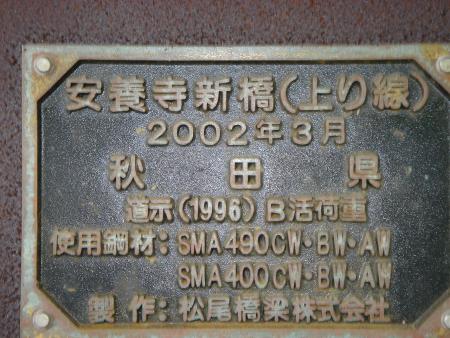 安養寺新橋(上り線)
2002年3月
秋田県
道示(1996)B活荷重
使用鋼材:SMA490CW・BW・AW
SMA400CW・BW・AW
製作:松尾橋梁株式会社